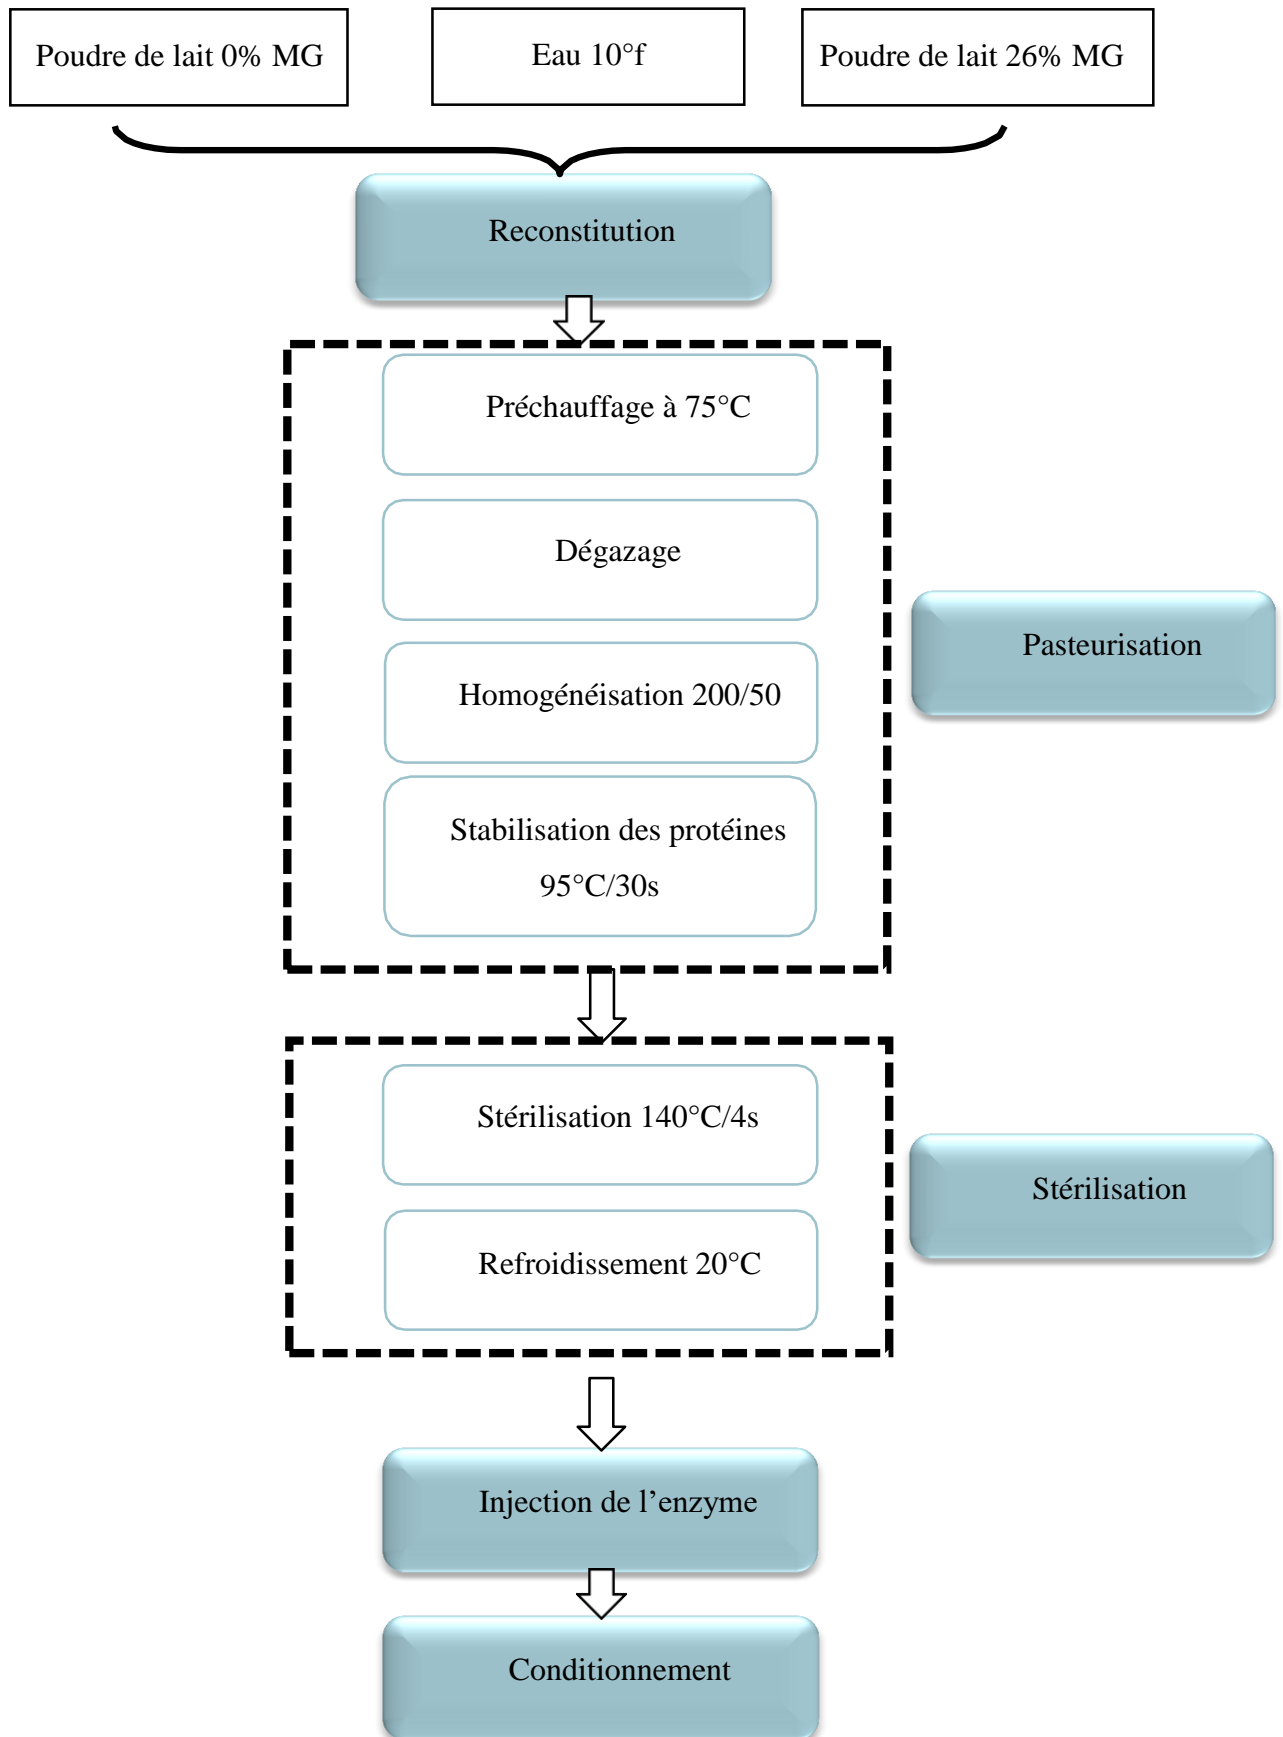 Poudre de lait 0% MG
Eau 10°f
Poudre de lait 26% MG
Reconstitution
Préchauffage à 75°C
Dégazage
Homogénéisation 200/50
Stabilisation des protéines
95°C/30s
Pasteurisation
Stérilisation 140°C/4s
Refroidissement 20°C
Stérilisation
Injection de l’enzyme
Conditionnement